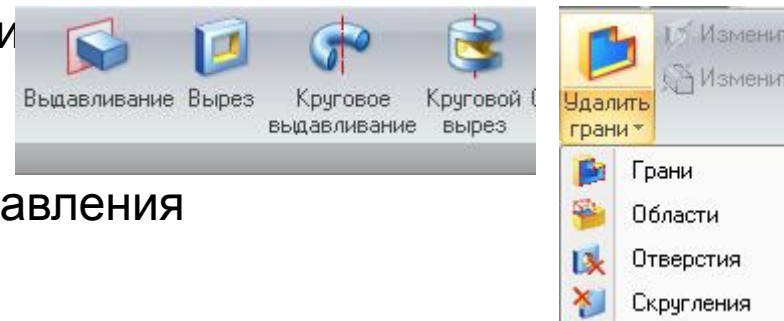 Выдавливание Вырез Круговое выдавливание Круговой вырез
авления
Изменит
Изменит
Удалить грани
Грани
Области
Отверстия
Скругления